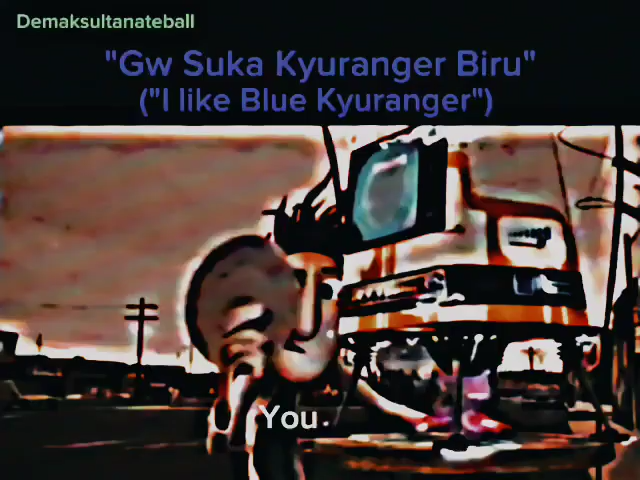 Demaksultanateball
"Gw Suka Kyuranger Biru"
("I like Blue Kyuranger")
You